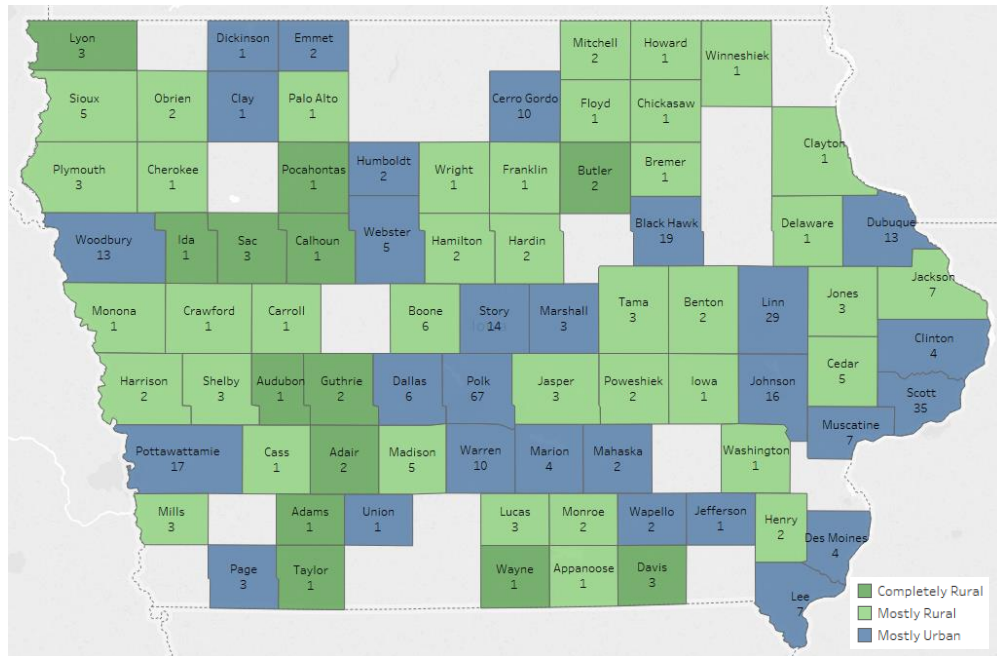 Lyon
3
Dickinson
1
Emmet
2
Mitchell
2
Howard
1
Winneshiek
1
Sioux
5
Obrien
2
Clay
1
Palo Alto
1
Cerro Gordo
10
Floyd
1
Chickasaw
1
Clayton
1
Plymouth
3
Cherokee
1
Pocahontas
1
Humboldt
2
Wright
1
Franklin
1
Butler
2
Bremer
1
Woodbury
13
Ida
1
Sac
3
Calhoun
1
Webster
5
Hamilton
2
Hardin
2
Black Hawk
19
Delaware
1
Dubuque
13
Monona
1
Crawford
1
Carroll
1
Boone
6
Story
14
Marshall
3
Tama
3
Benton
2
Linn
29
Jones
3
Jackson
7
Clinton
4
Harrison
2
Shelby
3
Audubon
1
Guthrie
2
Dallas
6
Polk
67
Jasper
3
Poweshiek
2
Iowa
1
Johnson
16
Cedar
5
Scott
35
Muscatine
7
Pottawattamie
17
Cass
1
Adair
2
Madison
5
Warren
10
Marion
4
Mahaska
2
Washington
1
Mills
3
Adams
1
Union
1
Lucas
3
Monroe
2
Wapello
2
Jefferson
1
Henry
2
Des Moines
4
Page
3
Taylor
1
Wayne
1
Appanoose
1
Davis
3
Lee
7
Completely Rural
Mostly Rural
Mostly Urban